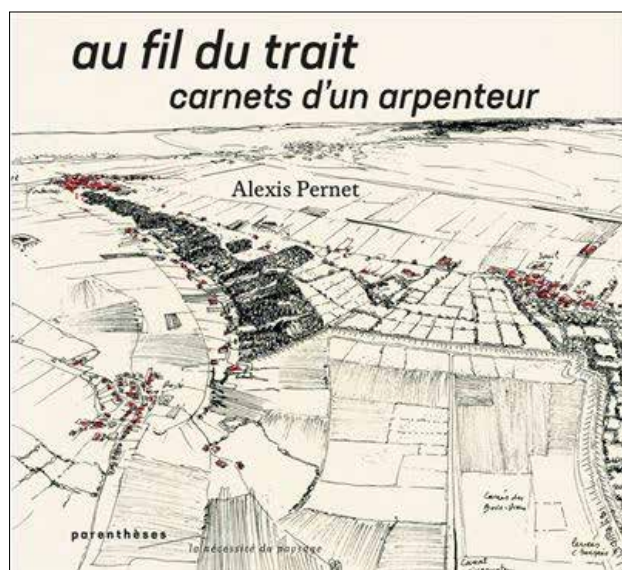 au fil du trait
carnets d'un arpenteur
Alexis Pernet
parenthèses
la nécessité du paysage